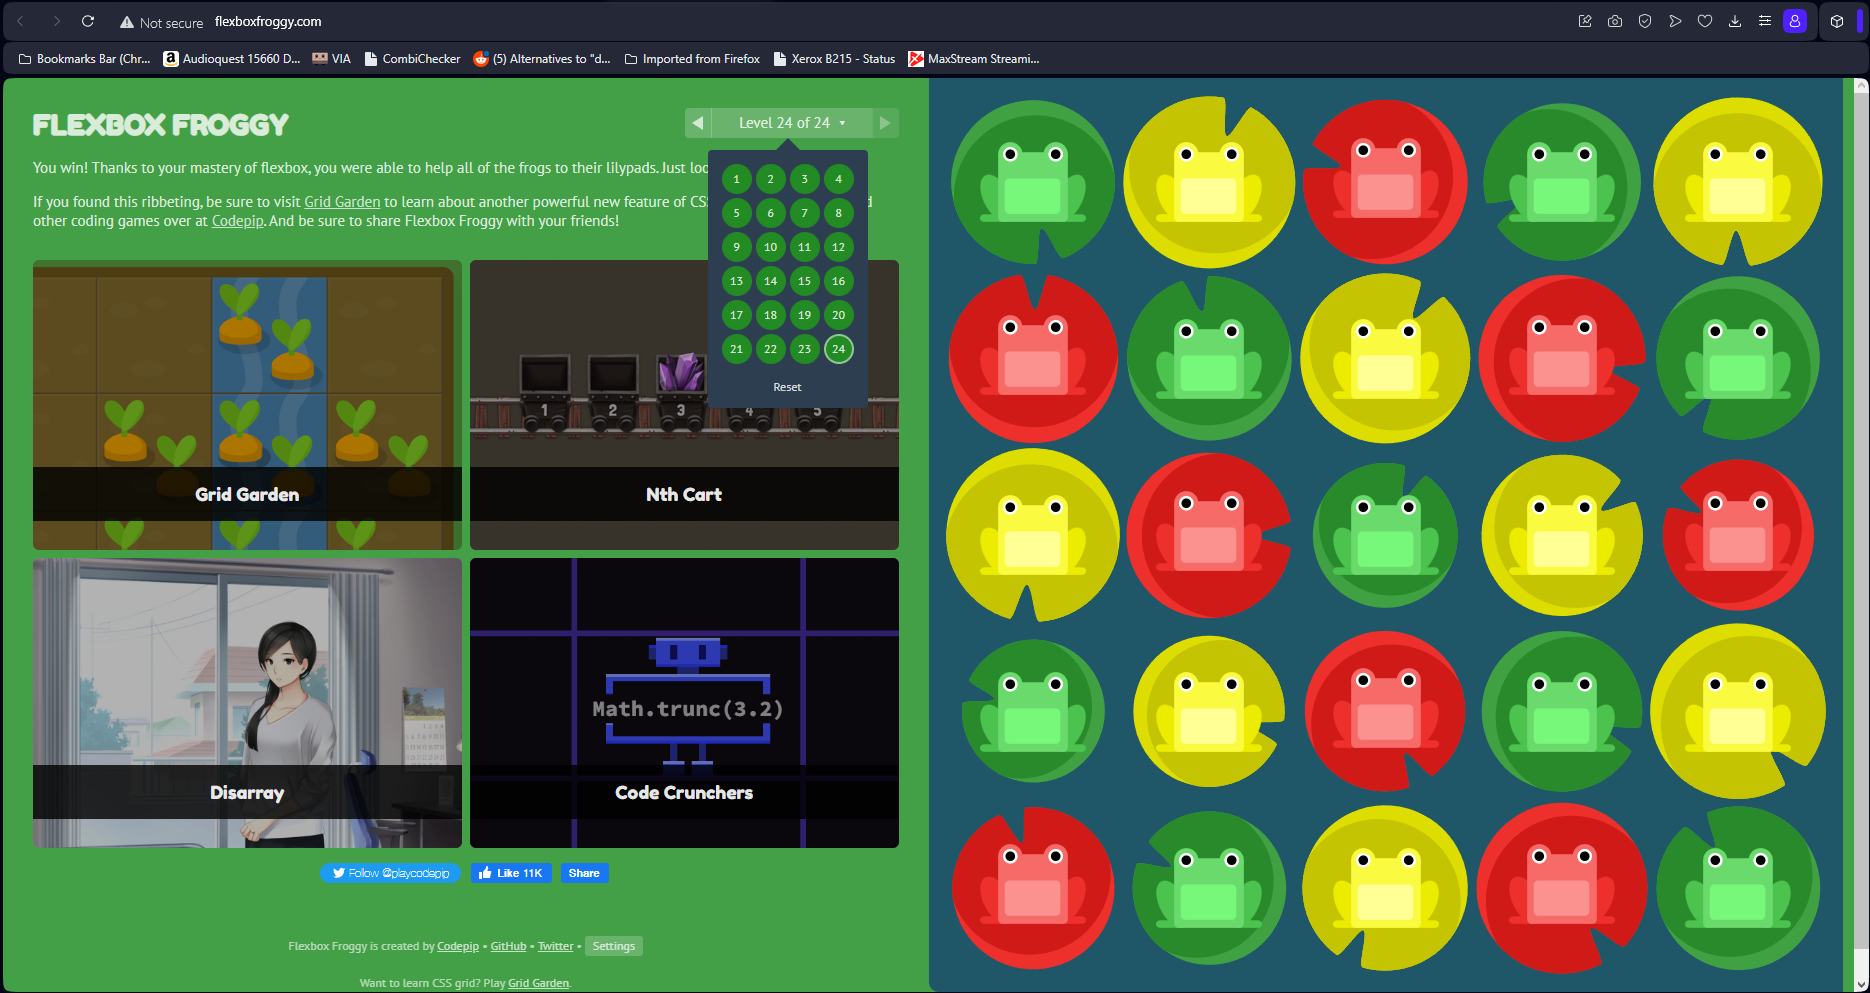 Not secure flexboxfroggy.com
Bookmarks Bar (Chr... Audioquest 15660 D... VIA CombiChecker (5) Alternatives to "d... Imported from Firefox Xerox B215 - Status MaxStream Streami...
FLEXBOX FROGGY
Level 24 of 24
You win! Thanks to your mastery of flexbox, you were able to help all of the frogs to their lilypads. Just loo
If you found this ribbeting, be sure to visit Grid Garden to learn about another powerful new feature of CS d
other coding games over at Codepip. And be sure to share Flexbox Froggy with your friends!
1 2 3 4
5 6 7 8
9 10 11 12
13 14 15 16
17 18 19 20
21 22 23 24
Reset
1 2 3 4 5
Grid Garden
Nth Cart
Math.trunc(3.2)
Disarray
Code Crunchers
Follow @playcodepip Like 11K Share
Flexbox Froggy is created by Codepip • GitHub • Twitter • Settings
Want to learn CSS grid? Play Grid Garden.